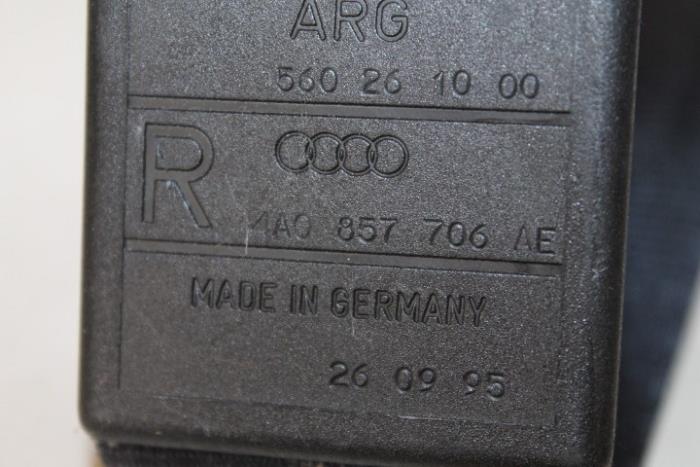 ARG
560 26 10 00
R
4A0 857 706 AE
MADE IN GERMANY
26 09 95